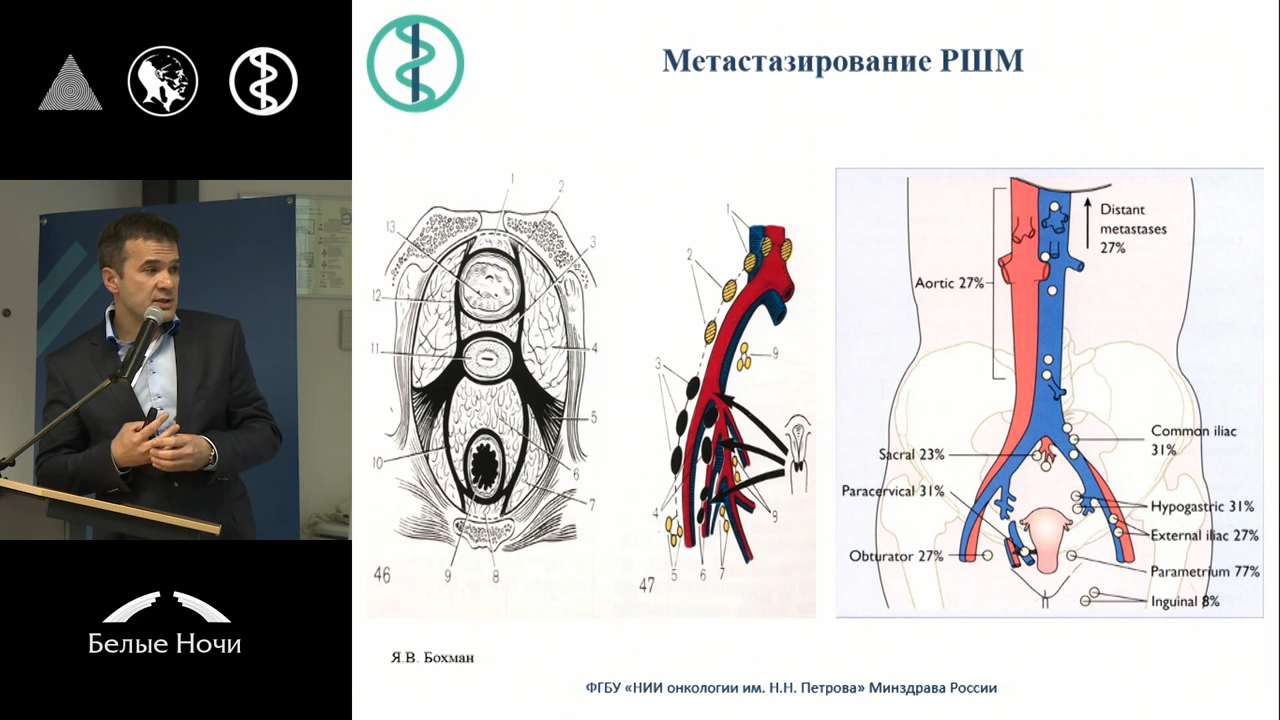 Метастазирование РШМ
1
2
13
3
12
11
4
5
10
6
7
9
8
46
1
2
3
9
4
5
6
7
8
47
Distant
metastases
27%
Aortic 27%
Common iliac
31%
Sacral 23%
Paracervical 31%
Hypogastric 31%
External iliac 27%
Obturator 27%
Parametrium 77%
Inguinal 8%
Белые Ночи
Я.В. Бохман
ФГБУ «НИИ онкологии им. Н.Н. Петрова» Минздрава России